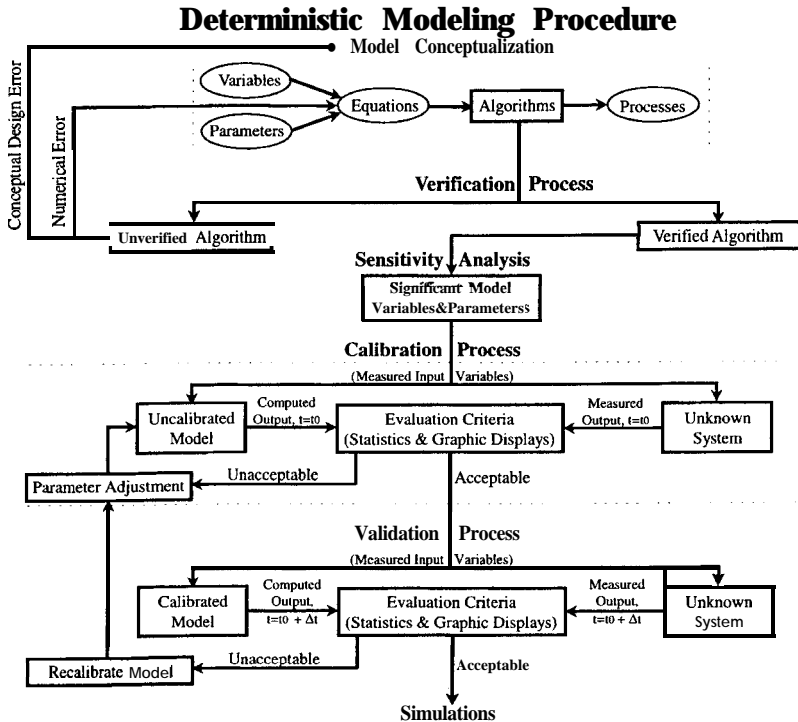 Deterministic Modeling Procedure
Model Conceptualization
Conceptual Design Error
Numerical Error
Variables
Parameters
Equations
Algorithms
Processes
Verification Process
Unverified Algorithm
Verified Algorithm
Sensitivity Analysis
Significant Model
Variables&Parameterss
Calibration Process
(Measured Input Variables)
Uncalibrated
Model
Computed
Output, t=t0
Evaluation Criteria
(Statistics & Graphic Displays)
Measured
Output, t=t0
Unknown
System
Parameter Adjustment
Unacceptable
Acceptable
Validation Process
(Measured Input Variables)
Calibrated
Model
Computed
Output,
t=t0 + Δt
Evaluation Criteria
(Statistics & Graphic Displays)
Measured
Output,
t=t0 + Δt
Unknown
System
Recalibrate Model
Unacceptable
Acceptable
Simulations